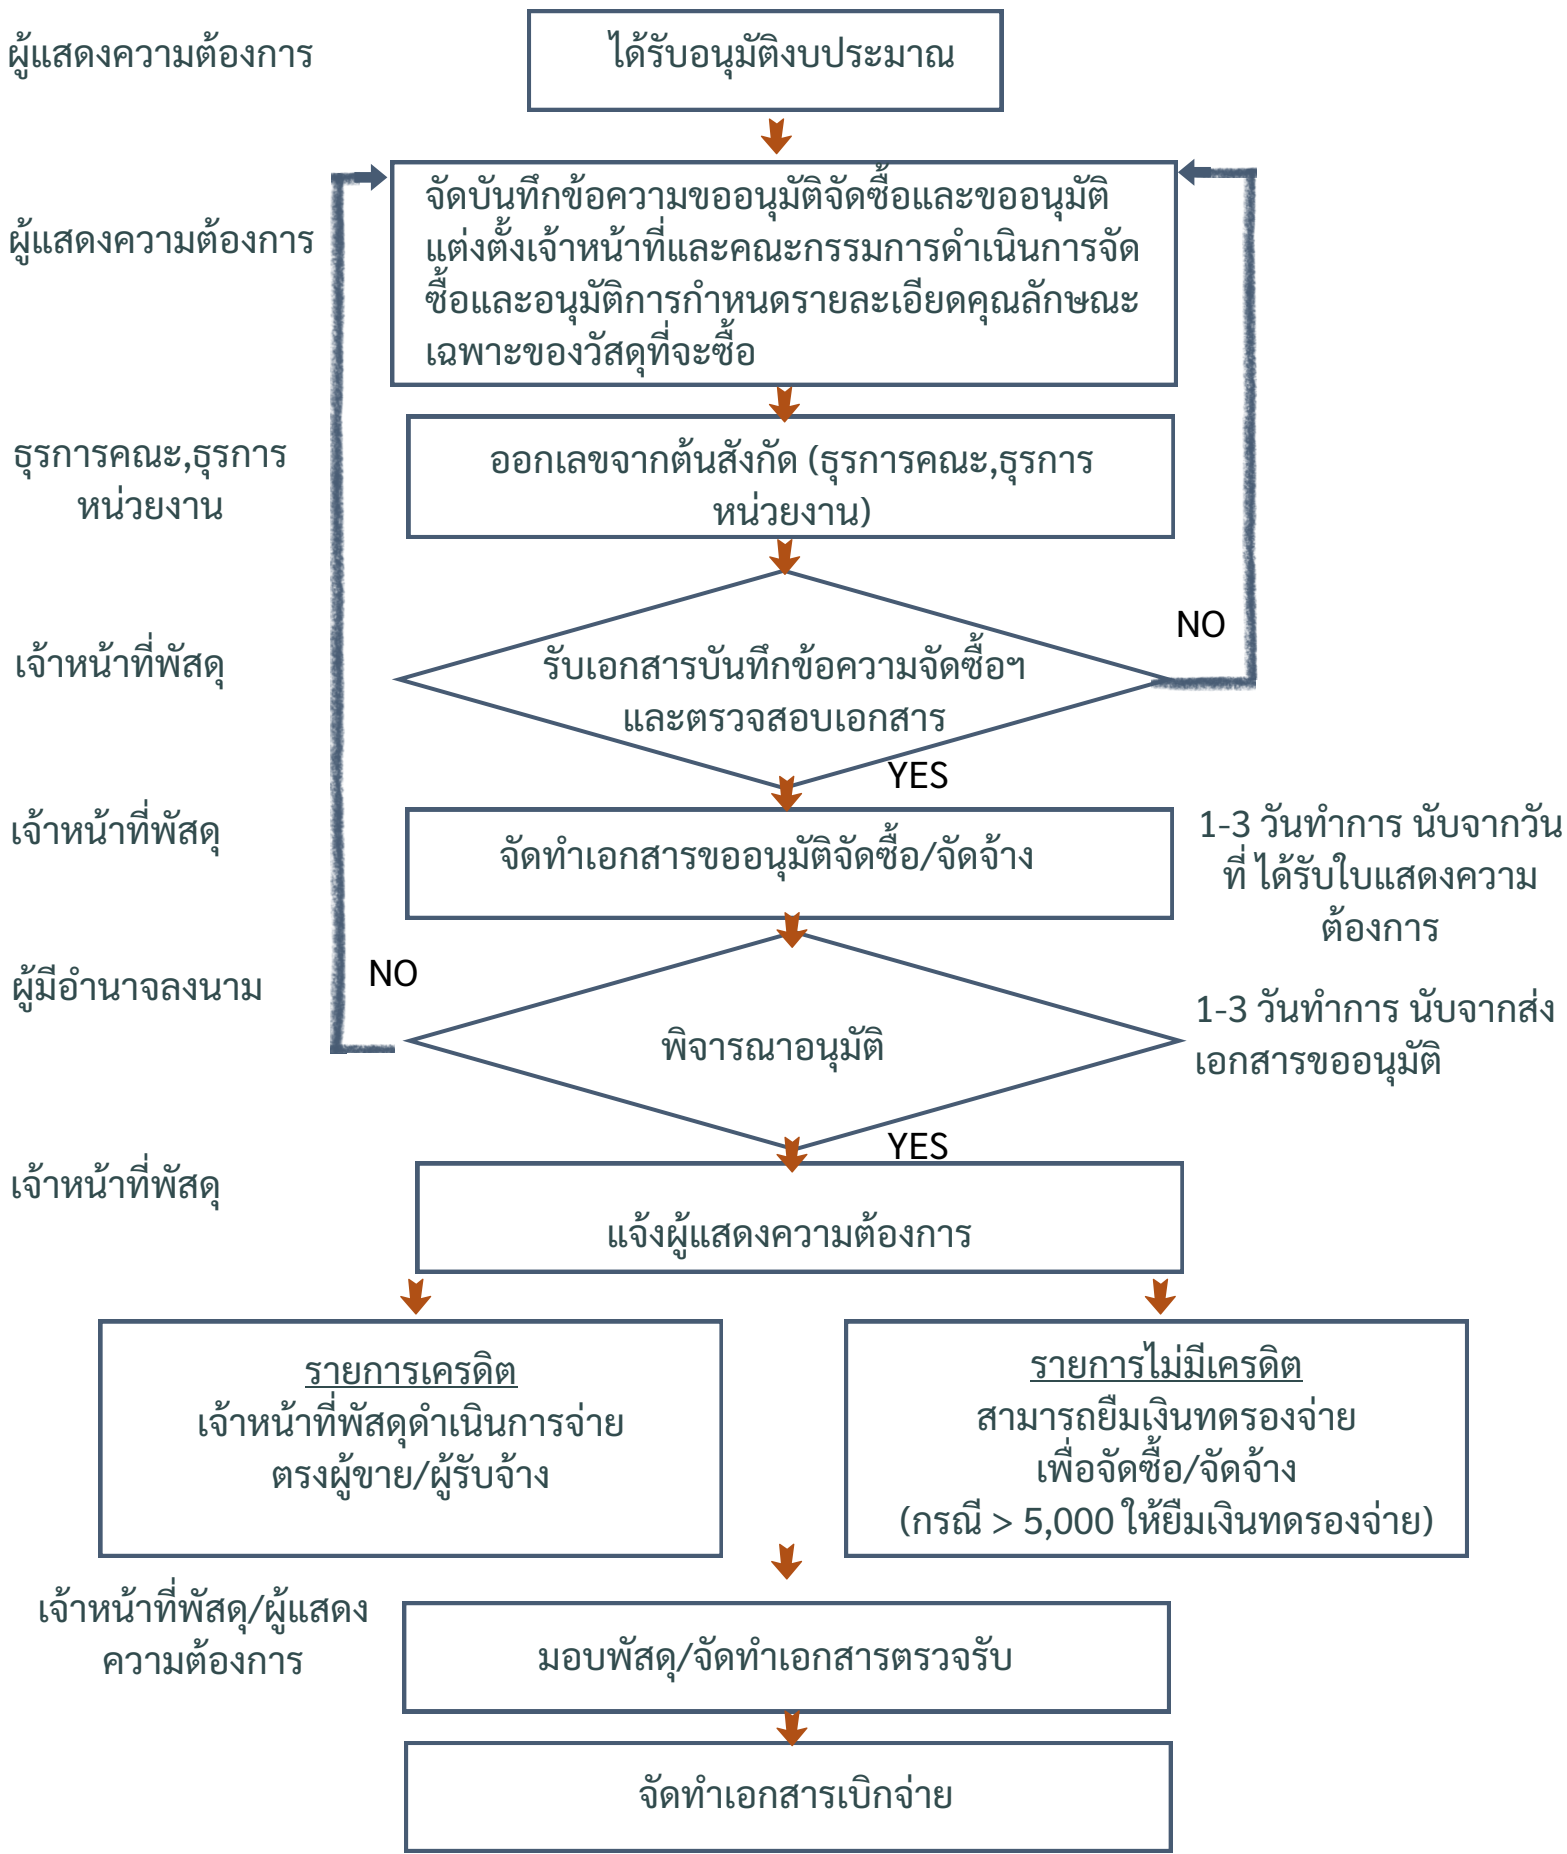 ผู้แสดงความต้องการ
ได้รับอนุมัติงบประมาณ
ผู้แสดงความต้องการ
จัดบันทึกข้อความขออนุมัติจัดซื้อและขออนุมัติ
แต่งตั้งเจ้าหน้าที่และคณะกรรมการดำเนินการจัด
ซื้อและอนุมัติการกำหนดรายละเอียดคุณลักษณะ
เฉพาะของวัสดุที่จะซื้อ
ธุรการคณะ,ธุรการ
หน่วยงาน
ออกเลขจากต้นสังกัด (ธุรการคณะ,ธุรการ
หน่วยงาน)
NO
เจ้าหน้าที่พัสดุ
รับเอกสารบันทึกข้อความจัดซื้อฯ
และตรวจสอบเอกสาร
YES
เจ้าหน้าที่พัสดุ
จัดทำเอกสารขออนุมัติจัดซื้อ/จัดจ้าง
1-3 วันทำการ นับจากวัน
ที่ ได้รับใบแสดงความ
ต้องการ
NO
ผู้มีอำนาจลงนาม
พิจารณาอนุมัติ
1-3 วันทำการ นับจากส่ง
เอกสารขออนุมัติ
YES
เจ้าหน้าที่พัสดุ
แจ้งผู้แสดงความต้องการ
รายการเครดิต
เจ้าหน้าที่พัสดุดำเนินการจ่าย
ตรงผู้ขาย/ผู้รับจ้าง
รายการไม่มีเครดิต
สามารถยืมเงินทดรองจ่าย
เพื่อจัดซื้อ/จัดจ้าง
(กรณี > 5,000 ให้ยืมเงินทดรองจ่าย)
เจ้าหน้าที่พัสดุ/ผู้แสดง
ความต้องการ
มอบพัสดุ/จัดทำเอกสารตรวจรับ
จัดทำเอกสารเบิกจ่าย